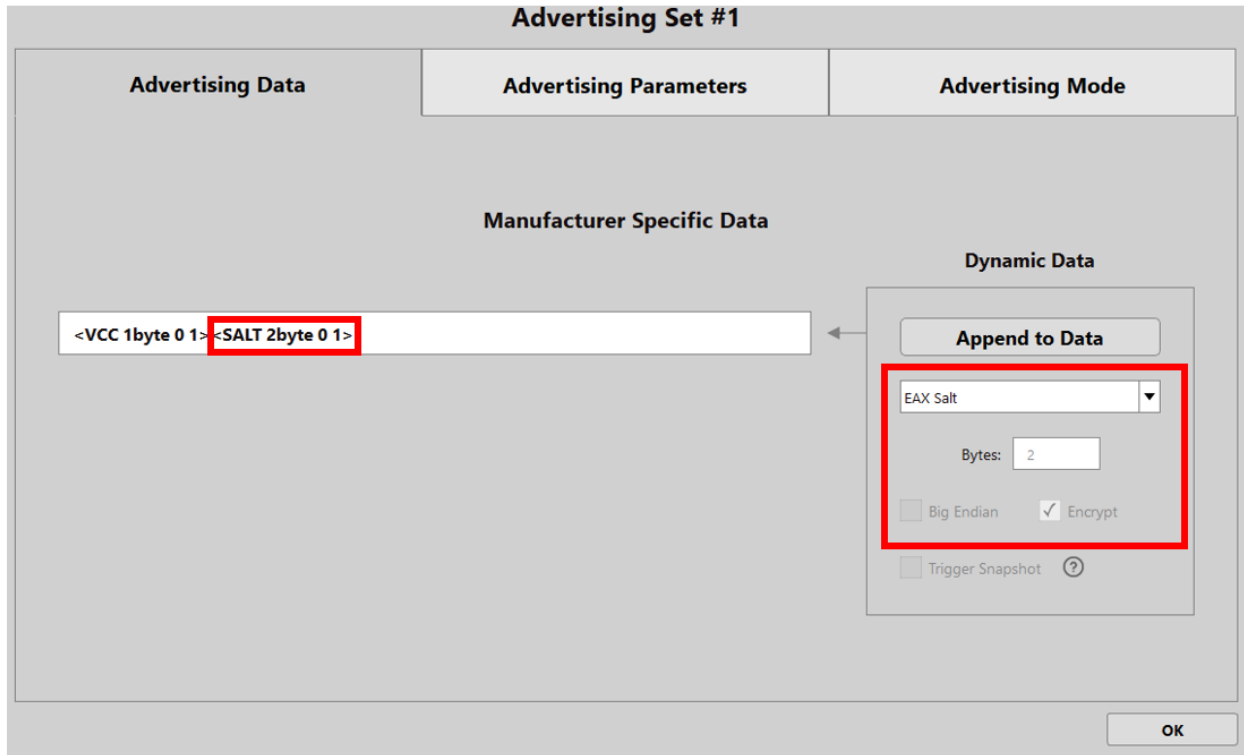 Advertising Set #1
Advertising Data
Advertising Parameters
Advertising Mode
Manufacturer Specific Data
Dynamic Data
<VCC 1byte 0 1><SALT 2byte 0 1>
Append to Data
EAX Salt
Bytes: 2
Big Endian ✓ Encrypt
Trigger Snapshot ?
OK